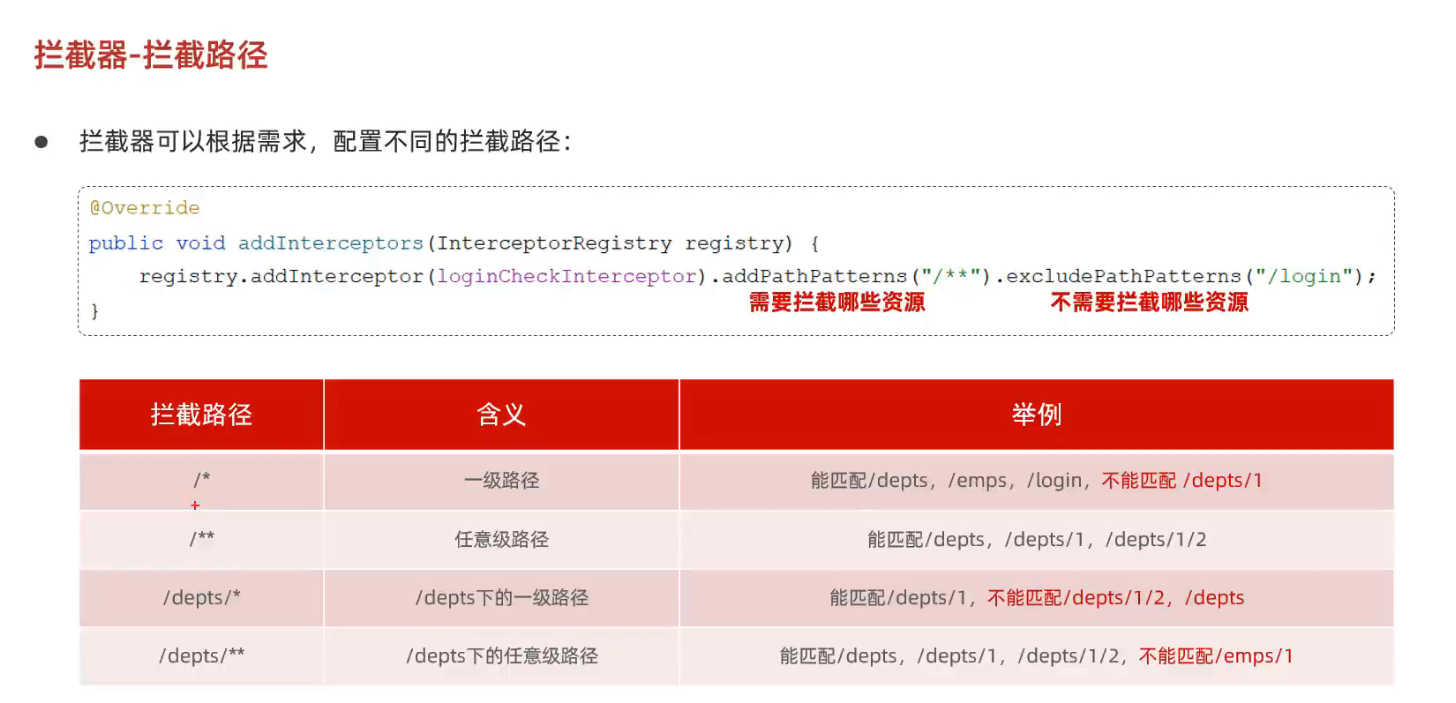 拦截器-拦截路径
● 拦截器可以根据需求，配置不同的拦截路径：
@Override
public void addInterceptors(InterceptorRegistry registry) {
registry.addInterceptor(loginCheckInterceptor).addPathPatterns("/**").excludePathPatterns("/login");
需要拦截哪些资源 不需要拦截哪些资源
}
拦截路径 含义 举例
/* 一级路径 能匹配/depts，/emps，/login，不能匹配 /depts/1
/** 任意级路径 能匹配/depts，/depts/1，/depts/1/2
/depts/* /depts下的一级路径 能匹配/depts/1，不能匹配/depts/1/2，/depts
/depts/** /depts下的任意级路径 能匹配/depts，/depts/1，/depts/1/2，不能匹配/emps/1